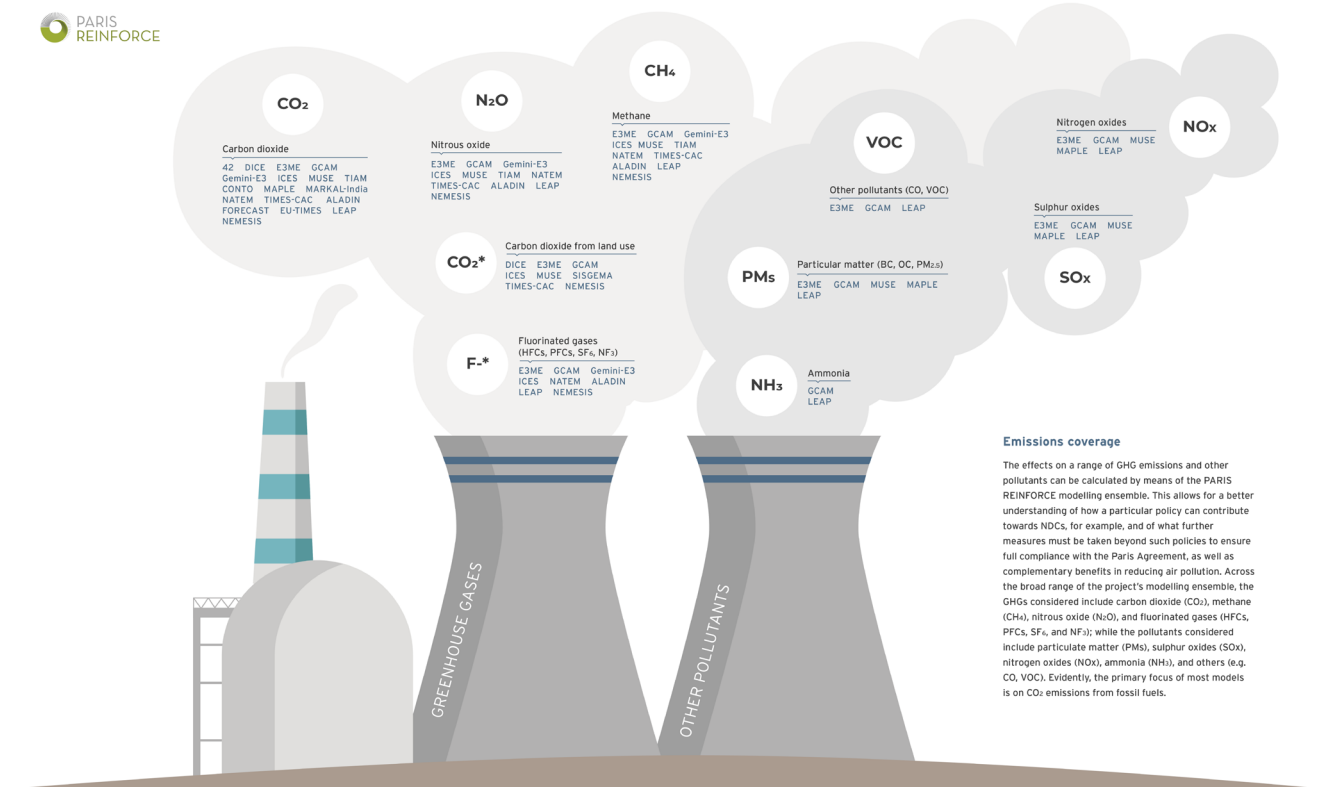 PARIS
REINFORCE
CO₂
Carbon dioxide
42 DICE E3ME GCAM
Gemini-E3 ICES MUSE TIAM
CONTO MAPLE MARKAL-India
NATEM TIMES-CAC ALADIN
FORECAST EU-TIMES LEAP
NEMESIS
N₂O
Nitrous oxide
E3ME GCAM Gemini-E3
ICES MUSE TIAM NATEM
TIMES-CAC ALADIN LEAP
NEMESIS
CH₄
Methane
E3ME GCAM Gemini-E3
ICES MUSE TIAM
NATEM TIMES-CAC
ALADIN LEAP
NEMESIS
CO₂*
Carbon dioxide from land use
DICE E3ME GCAM
ICES MUSE SISGEMA
TIMES-CAC NEMESIS
F-*
Fluorinated gases
(HFCs, PFCs, SF₆, NF₃)
E3ME GCAM Gemini-E3
ICES NATEM ALADIN
LEAP NEMESIS
VOC
Other pollutants (CO, VOC)
E3ME GCAM LEAP
NOx
Nitrogen oxides
E3ME GCAM MUSE
MAPLE LEAP
Sulphur oxides
E3ME GCAM MUSE
MAPLE LEAP
SOx
PMs
Particular matter (BC, OC, PM₂.₅)
E3ME GCAM MUSE MAPLE
LEAP
NH₃
Ammonia
GCAM
LEAP
GREENHOUSE GASES
OTHER POLLUTANTS
Emissions coverage
The effects on a range of GHG emissions and other
pollutants can be calculated by means of the PARIS
REINFORCE modelling ensemble. This allows for a better
understanding of how a particular policy can contribute
towards NDCs, for example, and of what further
measures must be taken beyond such policies to ensure
full compliance with the Paris Agreement, as well as
complementary benefits in reducing air pollution. Across
the broad range of the project's modelling ensemble, the
GHGs considered include carbon dioxide (CO₂), methane
(CH₄), nitrous oxide (N₂O), and fluorinated gases (HFCs,
PFCs, SF₆, and NF₃); while the pollutants considered
include particulate matter (PMs), sulphur oxides (SOx),
nitrogen oxides (NOx), ammonia (NH₃), and others (e.g.
CO, VOC). Evidently, the primary focus of most models
is on CO₂ emissions from fossil fuels.